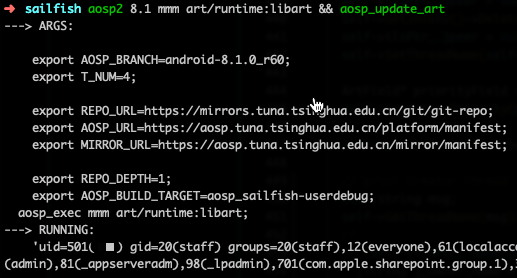 ➜ sailfish aosp2 8.1 mmm art/runtime:libart && aosp_update_art
---> ARGS:
export AOSP_BRANCH=android-8.1.0_r60;
export T_NUM=4;
export REPO_URL=https://mirrors.tuna.tsinghua.edu.cn/git/git-repo;
export AOSP_URL=https://aosp.tuna.tsinghua.edu.cn/platform/manifest;
export MIRROR_URL=https://aosp.tuna.tsinghua.edu.cn/mirror/manifest;
export REPO_DEPTH=1;
export AOSP_BUILD_TARGET=aosp_sailfish-userdebug;
aosp_exec mmm art/runtime:libart;
---> RUNNING:
'uid=501( ) gid=20(staff) groups=20(staff),12(everyone),61(localacc
(admin),81(_appserveradm),98(_lpadmin),701(com.apple.sharepoint.group.1),